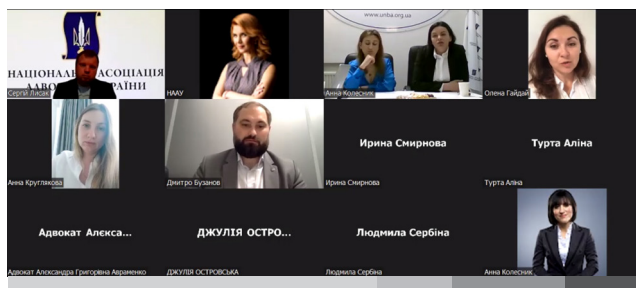 НАЦІОНАЛЬНА АСОЦІАЦІЯ
АДВОКАТІВ УКРАЇНИ
Сергій Лисак
НААУ
www.unba.org.ua
Анна Колесник
Олена Гайдай
Анна Круглякова
Дмитро Бузанов
Ирина Смирнова
Ирина Смирнова
Турта Аліна
Турта Аліна
Адвокат Алєкса...
Адвокат Алєксандра Григорівна Авраменко
ДЖУЛІЯ ОСТРО...
ДЖУЛІЯ ОСТРОВСЬКА
Людмила Сербіна
Людмила Сербіна
Анна Колесник